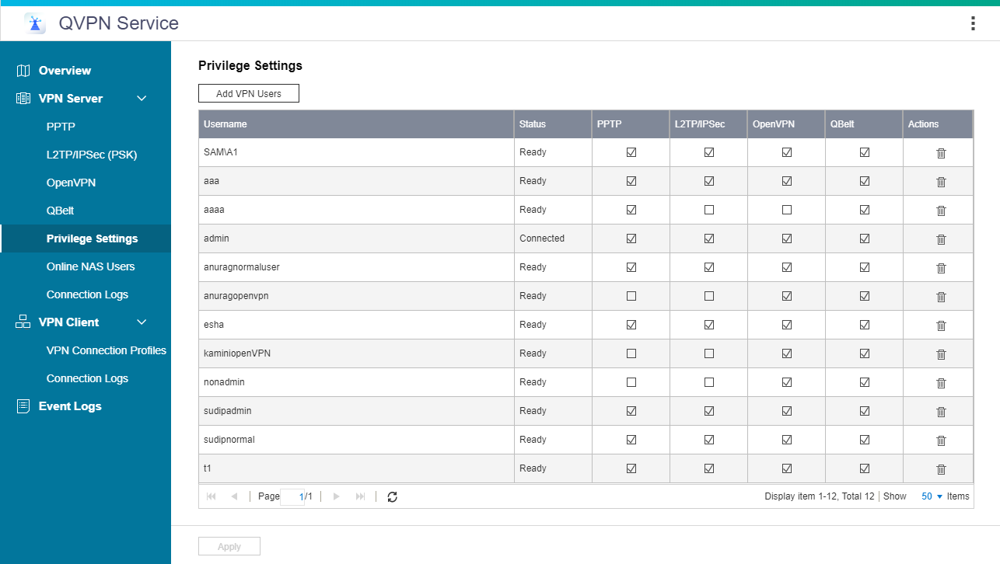 QVPN Service
Overview
VPN Server
PPTP
L2TP/IPSec (PSK)
OpenVPN
QBelt
Privilege Settings
Online NAS Users
Connection Logs
VPN Client
VPN Connection Profiles
Connection Logs
Event Logs
Privilege Settings
Add VPN Users
Username Status PPTP L2TP/IPSec OpenVPN QBelt Actions
SAM\A1 Ready
aaa Ready
aaaa Ready
admin Connected
anuragnormaluser Ready
anuragopenvpn Ready
esha Ready
kaminiopenVPN Ready
nonadmin Ready
sudipadmin Ready
sudipnormal Ready
t1 Ready
Page 1/1 Display item 1-12, Total 12 Show 50 Items
Apply